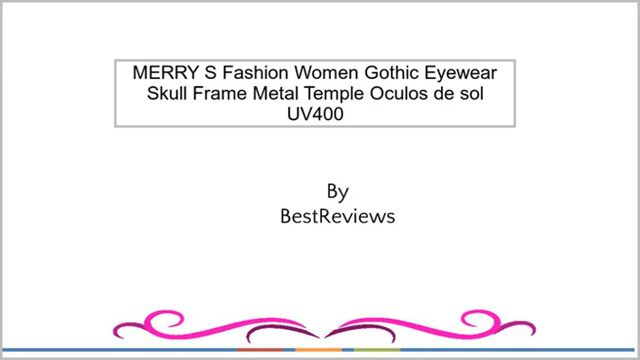 MERRY S Fashion Women Gothic Eyewear
Skull Frame Metal Temple Oculos de sol
UV400
By
BestReviews